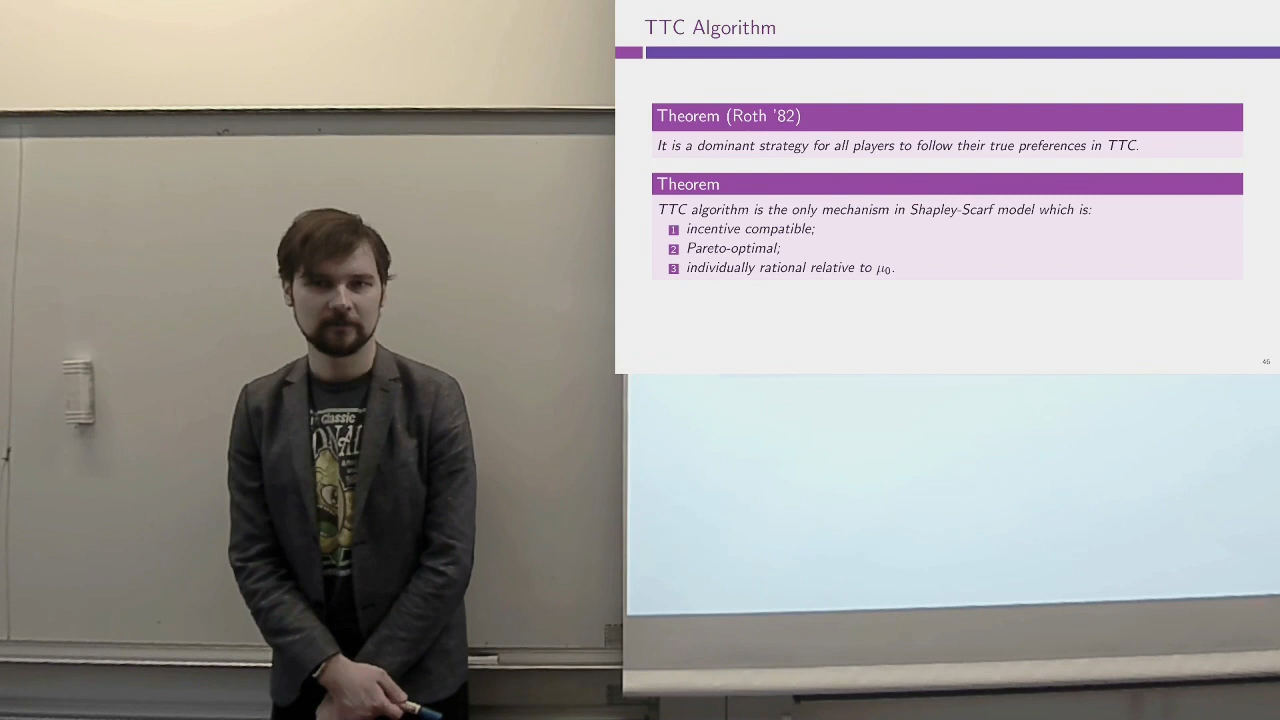 TTC Algorithm
Theorem (Roth '82)
It is a dominant strategy for all players to follow their true preferences in TTC.
Theorem
TTC algorithm is the only mechanism in Shapley-Scarf model which is:
1 incentive compatible;
2 Pareto-optimal;
3 individually rational relative to μ₀.
46
Classic